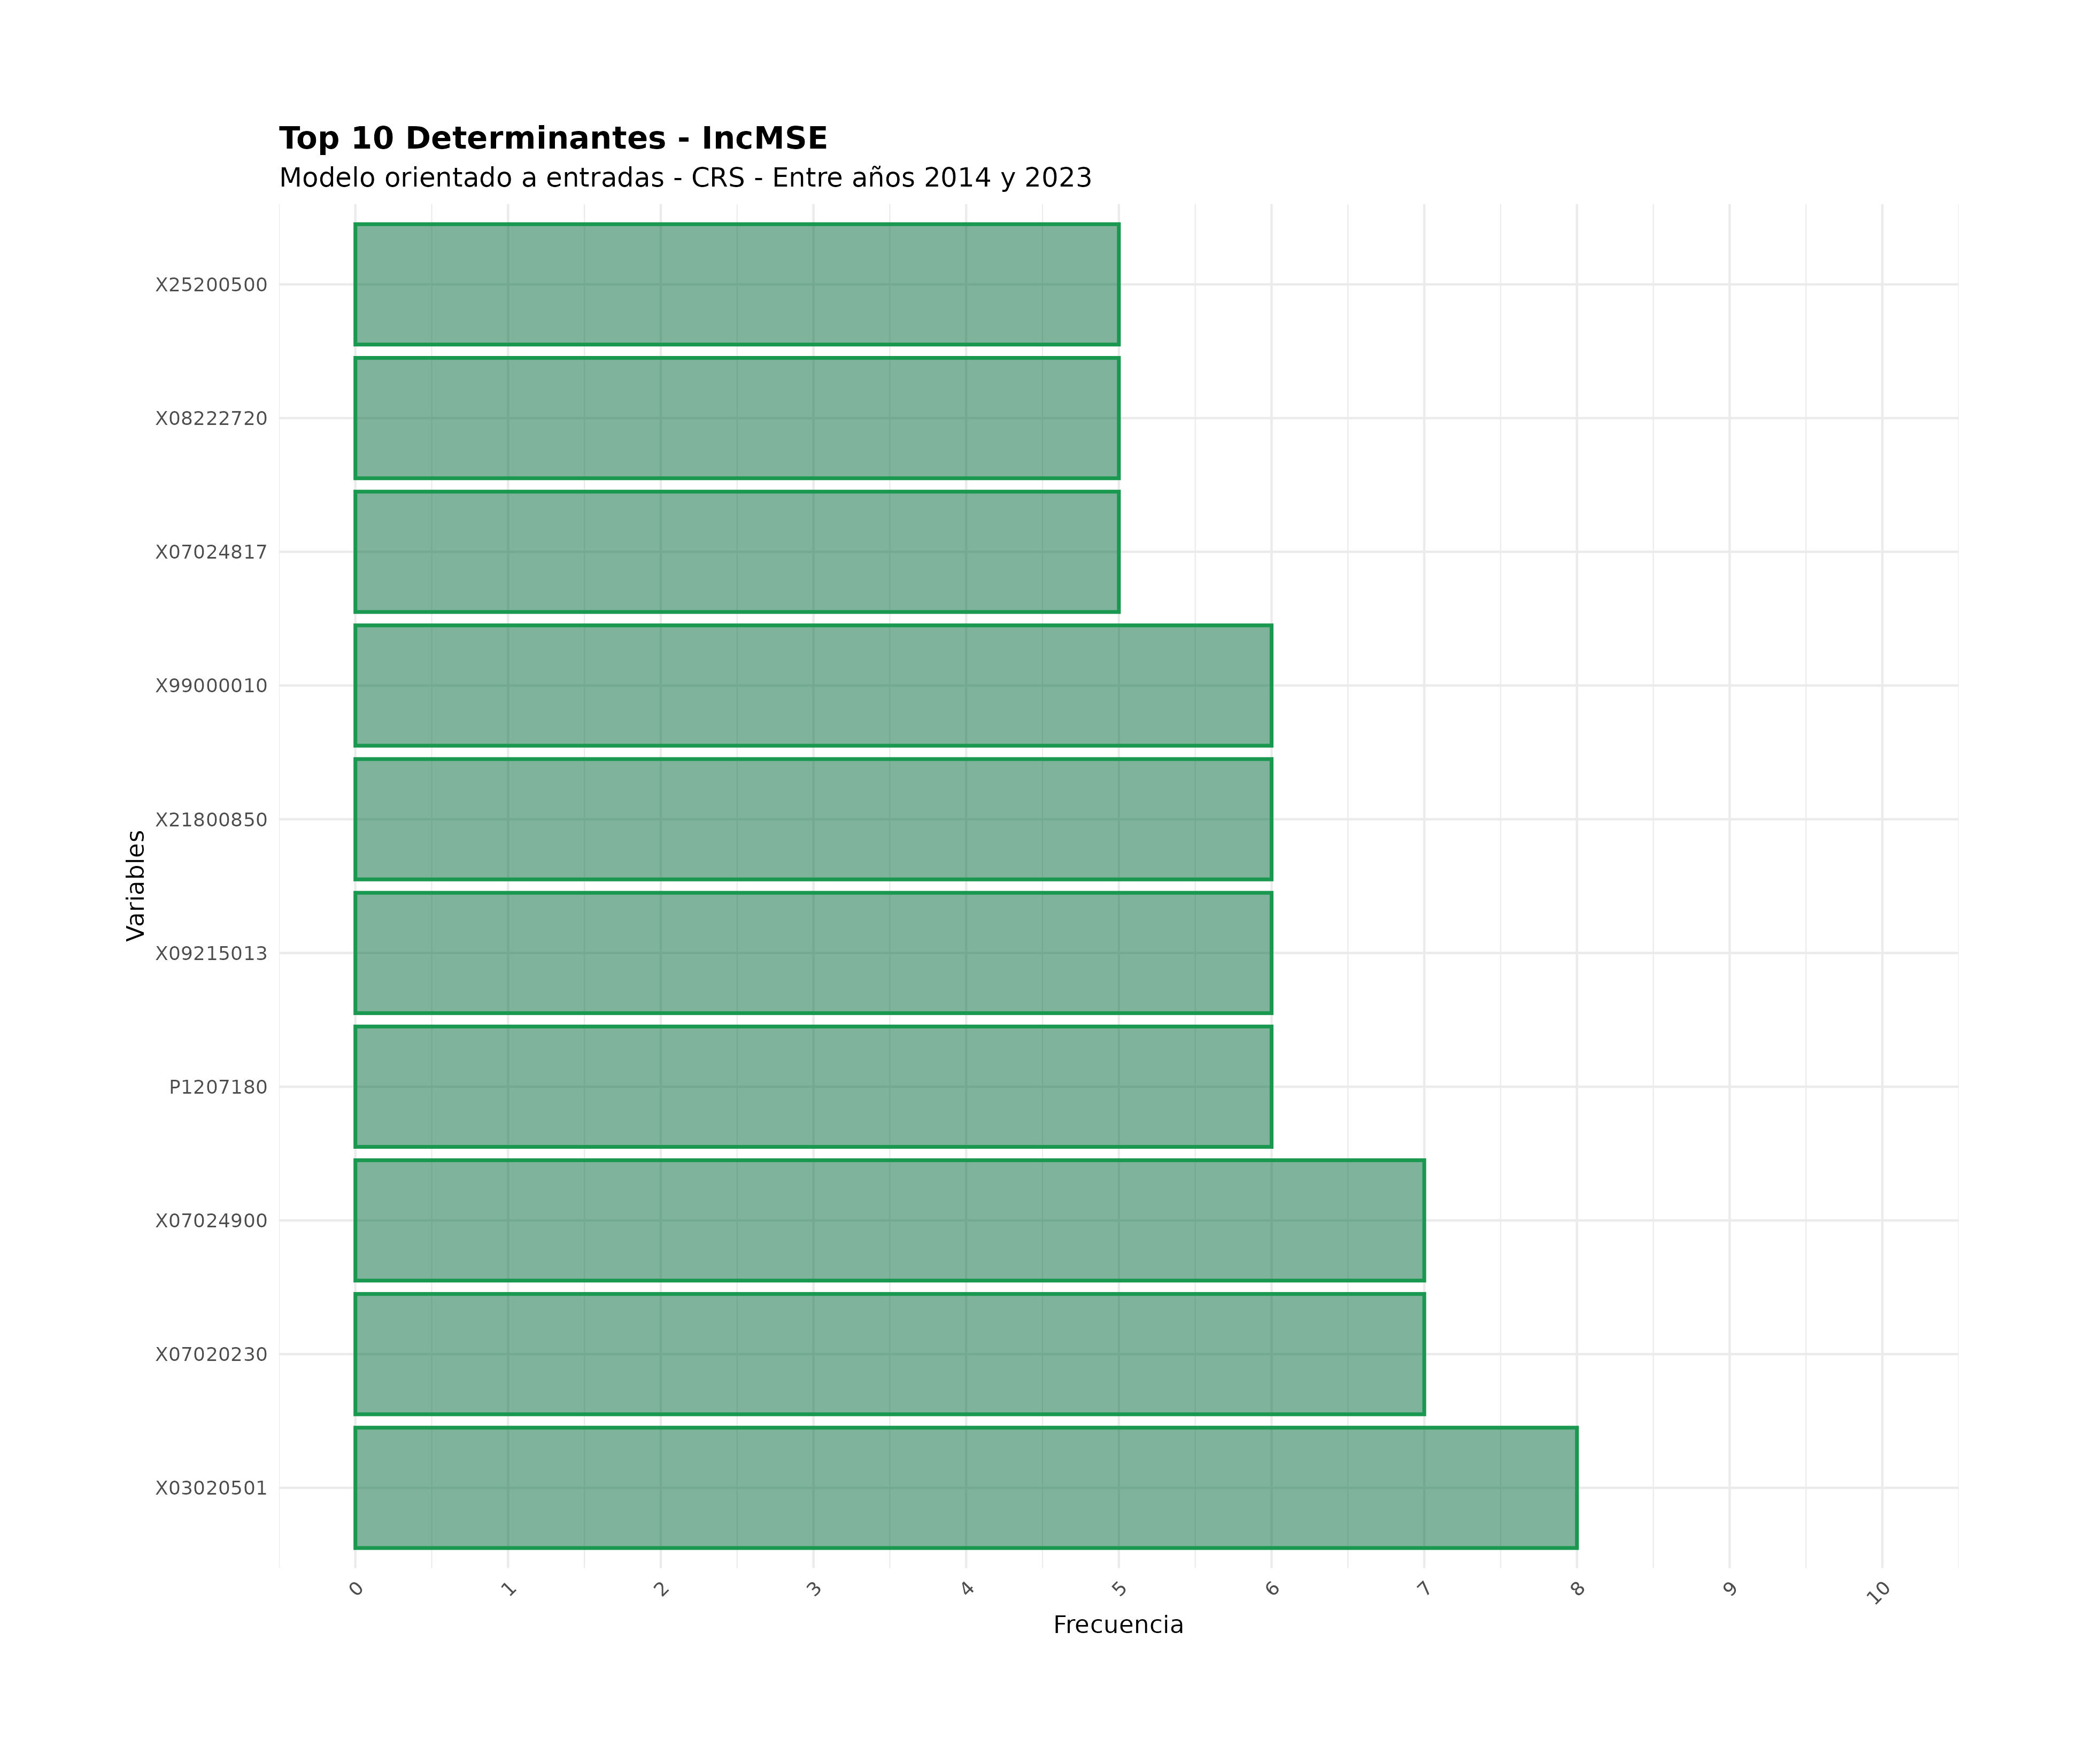 Top 10 Determinantes - IncMSE
Modelo orientado a entradas - CRS - Entre años 2014 y 2023
Variables
X25200500
X08222720
X07024817
X99000010
X21800850
X09215013
P1207180
X07024900
X07020230
X03020501
0 1 2 3 4 5 6 7 8 9 10
Frecuencia